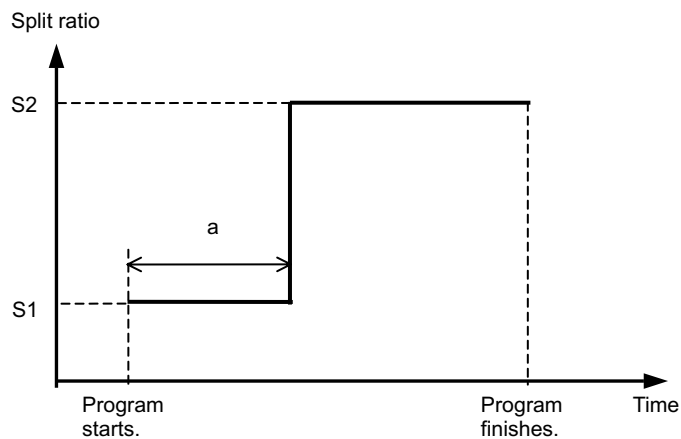 Split ratio
S2
a
S1
Program
starts.
Program
finishes.
Time